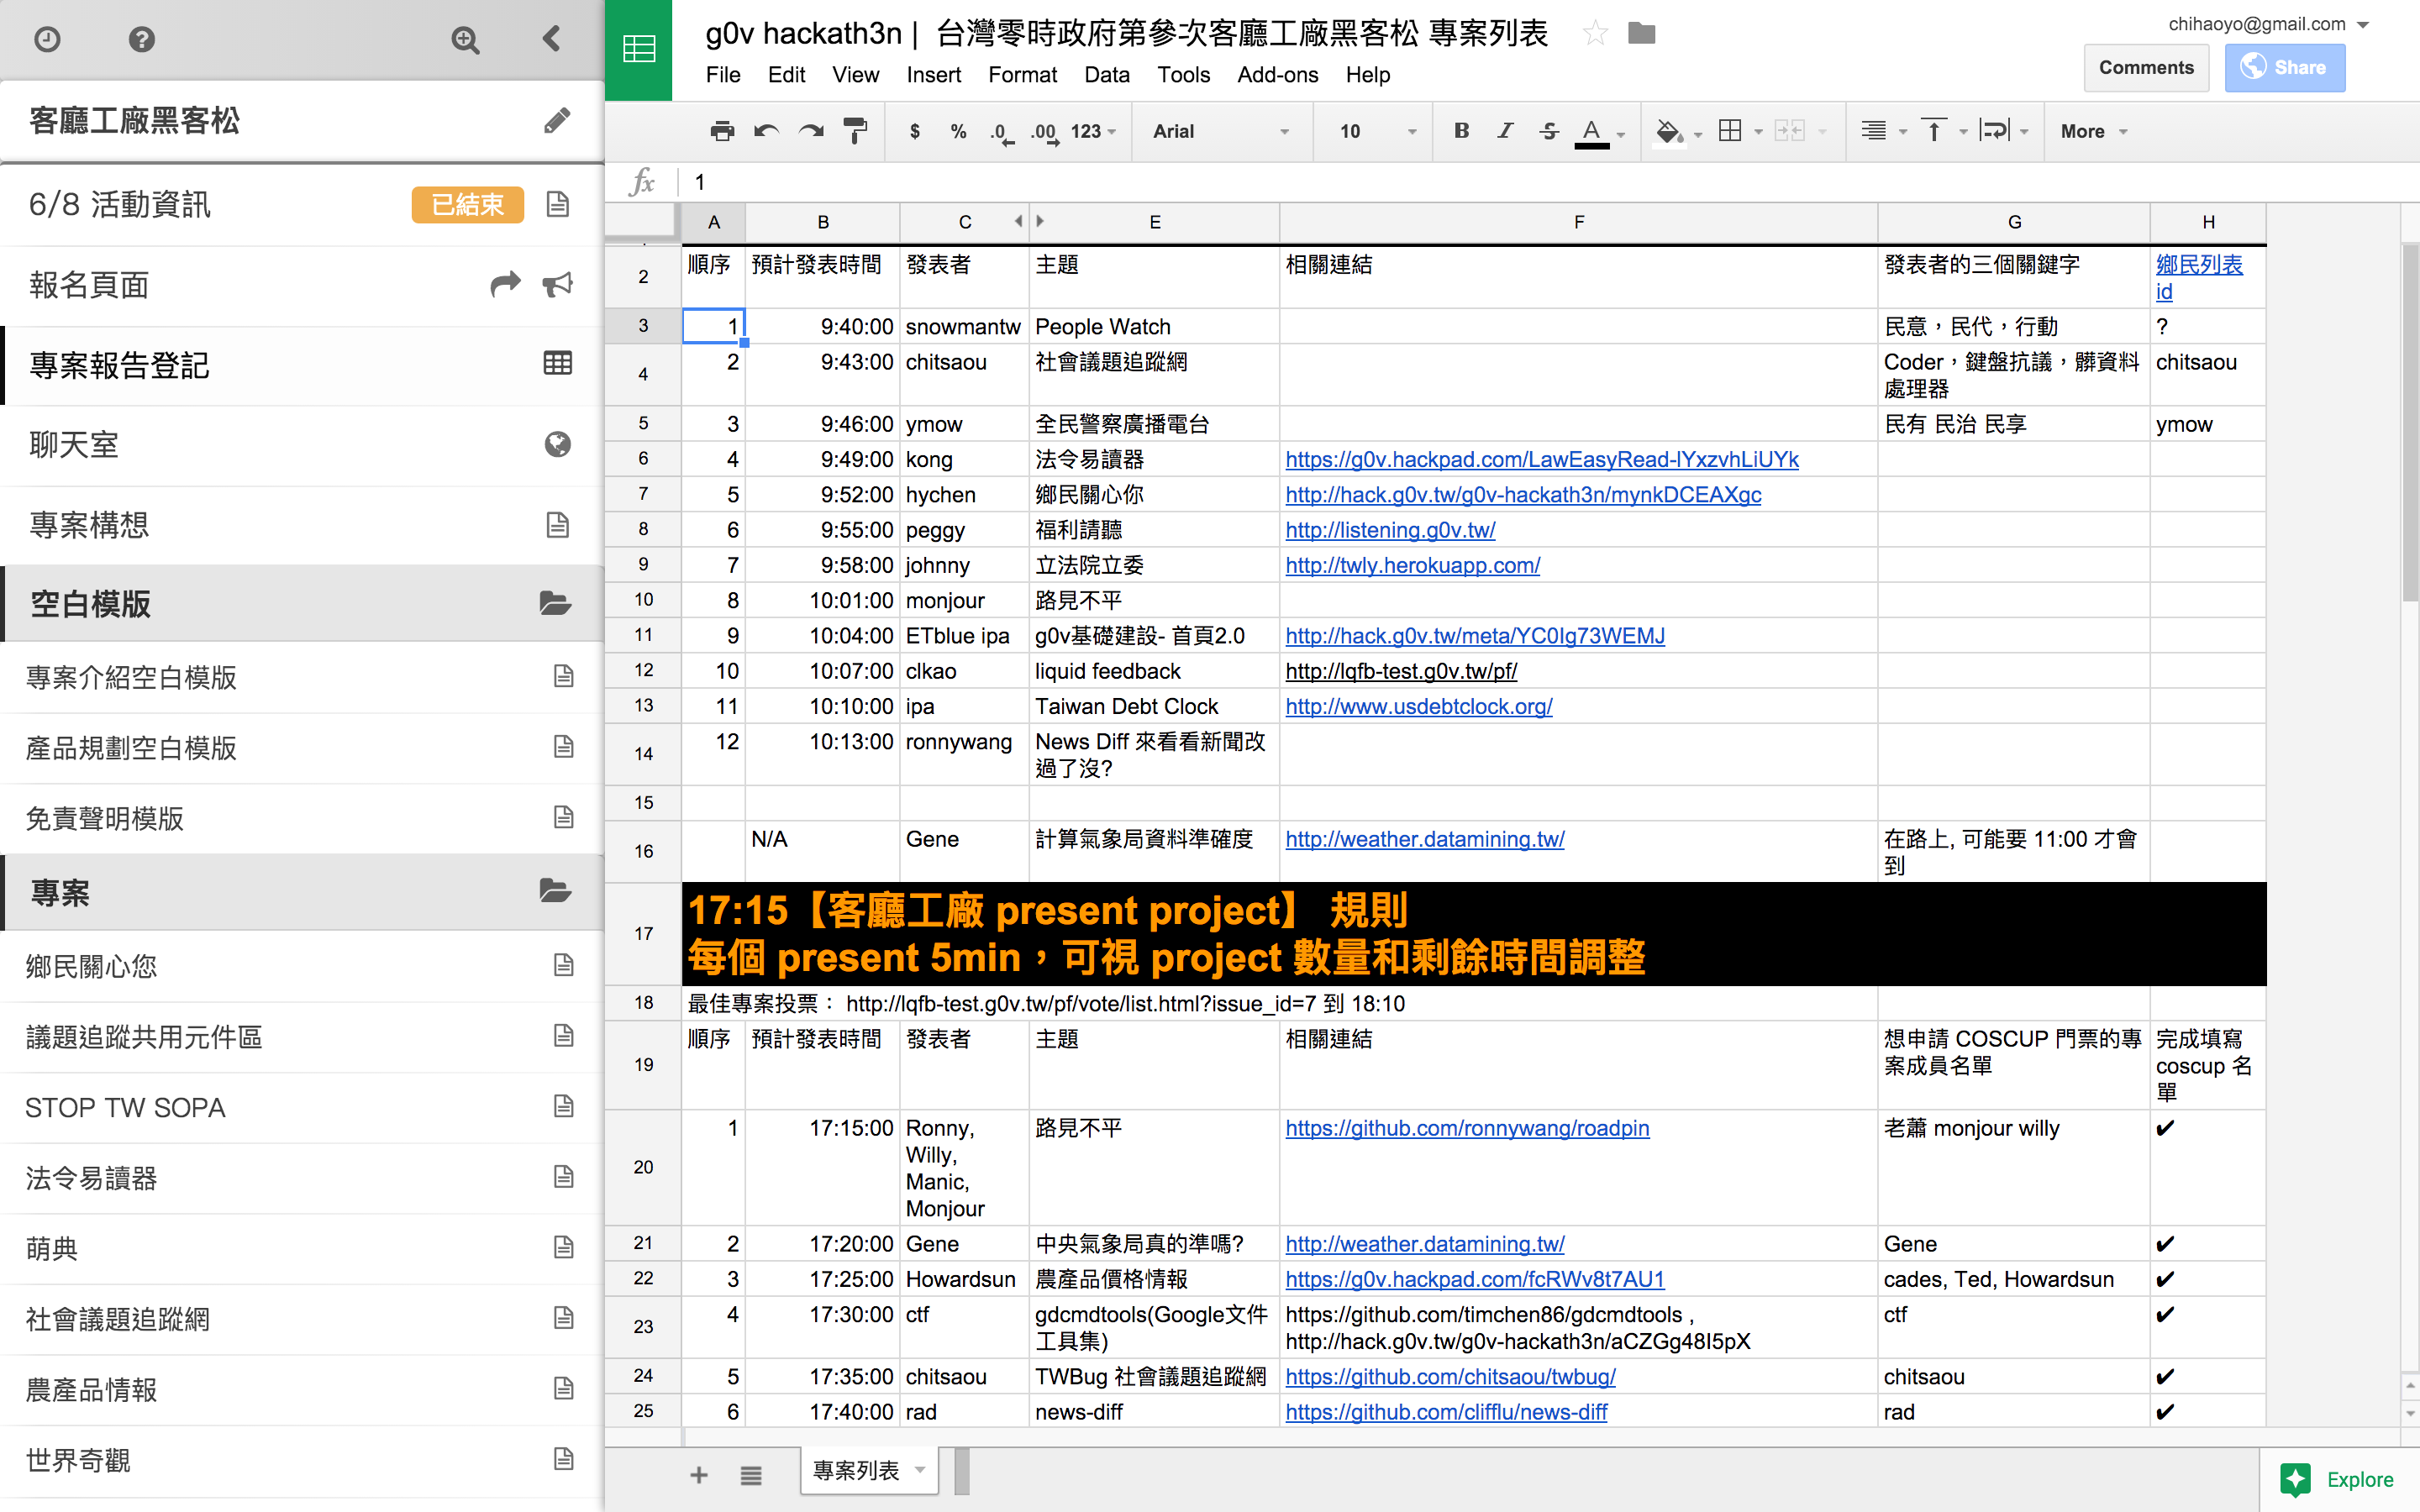 客廳工廠黑客松
6/8 活動資訊 已結束
報名頁面
專案報告登記
聊天室
專案構想
空白模版
專案介紹空白模版
產品規劃空白模版
免責聲明模版
專案
鄉民關心您
議題追蹤共用元件區
STOP TW SOPA
法令易讀器
萌典
社會議題追蹤網
農產品情報
世界奇觀
g0v hackath3n | 台灣零時政府第參次客廳工廠黑客松 專案列表
chihaoyo@gmail.com
File Edit View Insert Format Data Tools Add-ons Help
Comments Share
$ % .0 .00 123 Arial 10 B I S A More
fx 1
A B C E F G H
2 順序 預計發表時間 發表者 主題 相關連結 發表者的三個關鍵字 鄉民列表
id
3 1 9:40:00 snowmantw People Watch 民意，民代，行動 ?
4 2 9:43:00 chitsaou 社會議題追蹤網 Coder，鍵盤抗議，髒資料 chitsaou
處理器
5 3 9:46:00 ymow 全民警察廣播電台 民有 民治 民享 ymow
6 4 9:49:00 kong 法令易讀器 https://g0v.hackpad.com/LawEasyRead-lYxzvhLiUYk
7 5 9:52:00 hychen 鄉民關心你 http://hack.g0v.tw/g0v-hackath3n/mynkDCEAXgc
8 6 9:55:00 peggy 福利請聽 http://listening.g0v.tw/
9 7 9:58:00 johnny 立法院立委 http://twly.herokuapp.com/
10 8 10:01:00 monjour 路見不平
11 9 10:04:00 ETblue ipa g0v基礎建設- 首頁2.0 http://hack.g0v.tw/meta/YC0Ig73WEMJ
12 10 10:07:00 clkao liquid feedback http://lqfb-test.g0v.tw/pf/
13 11 10:10:00 ipa Taiwan Debt Clock http://www.usdebtclock.org/
14 12 10:13:00 ronnywang News Diff 來看看新聞改
過了沒?
15
16 N/A Gene 計算氣象局資料準確度 http://weather.datamining.tw/ 在路上, 可能要 11:00 才會
到
17 17:15【客廳工廠 present project】 規則
每個 present 5min，可視 project 數量和剩餘時間調整
18 最佳專案投票： http://lqfb-test.g0v.tw/pf/vote/list.html?issue_id=7 到 18:10
19 順序 預計發表時間 發表者 主題 相關連結 想申請 COSCUP 門票的專 完成填寫
案成員名單 coscup 名
單
20 1 17:15:00 Ronny, 路見不平 https://github.com/ronnywang/roadpin 老蕭 monjour willy ✔
Willy,
Manic,
Monjour
21 2 17:20:00 Gene 中央氣象局真的準嗎? http://weather.datamining.tw/ Gene ✔
22 3 17:25:00 Howardsun 農產品價格情報 https://g0v.hackpad.com/fcRWv8t7AU1 cades, Ted, Howardsun ✔
23 4 17:30:00 ctf gdcmdtools(Google文件 https://github.com/timchen86/gdcmdtools , ctf ✔
工具集) http://hack.g0v.tw/g0v-hackath3n/aCZGg48I5pX
24 5 17:35:00 chitsaou TWBug 社會議題追蹤網 https://github.com/chitsaou/twbug/ chitsaou ✔
25 6 17:40:00 rad news-diff https://github.com/clifflu/news-diff rad ✔
專案列表
Explore